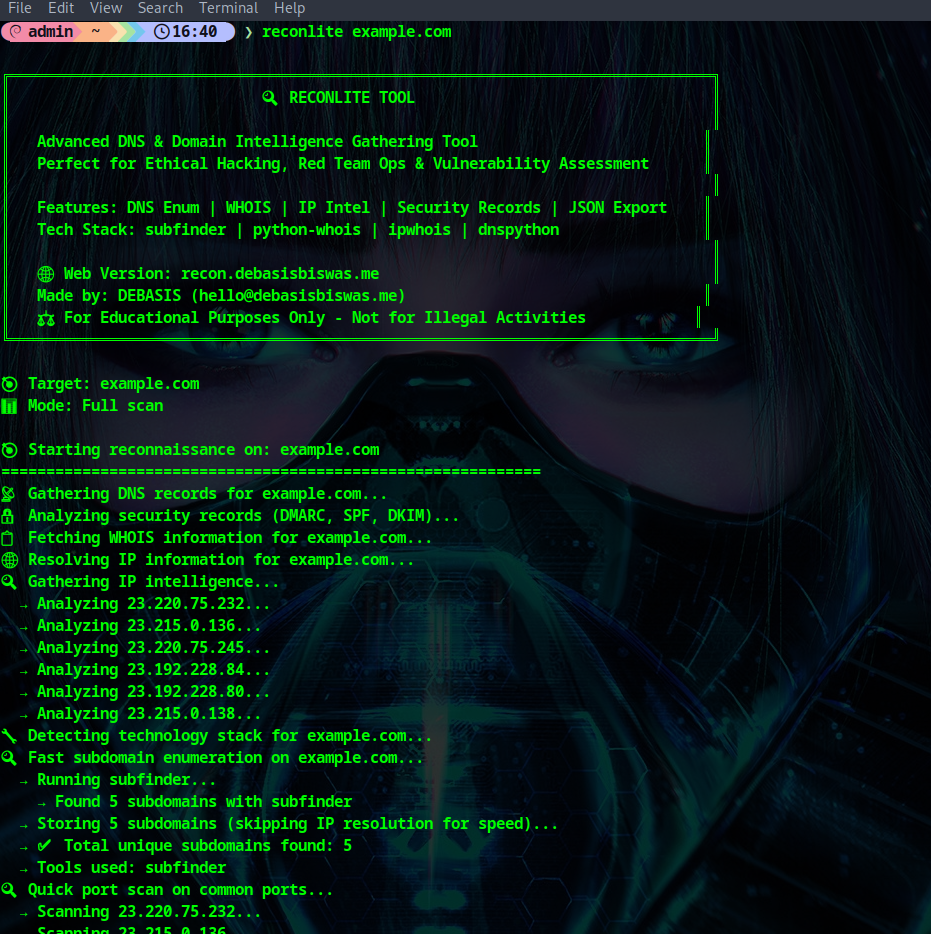 File Edit View Search Terminal Help
admin ~ 16:40 ❯ reconlite example.com
RECONLITE TOOL
Advanced DNS & Domain Intelligence Gathering Tool
Perfect for Ethical Hacking, Red Team Ops & Vulnerability Assessment
Features: DNS Enum | WHOIS | IP Intel | Security Records | JSON Export
Tech Stack: subfinder | python-whois | ipwhois | dnspython
Web Version: recon.debasisbiswas.me
Made by: DEBASIS (hello@debasisbiswas.me)
For Educational Purposes Only - Not for Illegal Activities
Target: example.com
Mode: Full scan
Starting reconnaissance on: example.com
============================================================
Gathering DNS records for example.com...
Analyzing security records (DMARC, SPF, DKIM)...
Fetching WHOIS information for example.com...
Resolving IP information for example.com...
Gathering IP intelligence...
→ Analyzing 23.220.75.232...
→ Analyzing 23.215.0.136...
→ Analyzing 23.220.75.245...
→ Analyzing 23.192.228.84...
→ Analyzing 23.192.228.80...
→ Analyzing 23.215.0.138...
Detecting technology stack for example.com...
Fast subdomain enumeration on example.com...
→ Running subfinder...
→ Found 5 subdomains with subfinder
→ Storing 5 subdomains (skipping IP resolution for speed)...
→ ✔ Total unique subdomains found: 5
→ Tools used: subfinder
Quick port scan on common ports...
→ Scanning 23.220.75.232...
Scanning 23.215.0.136